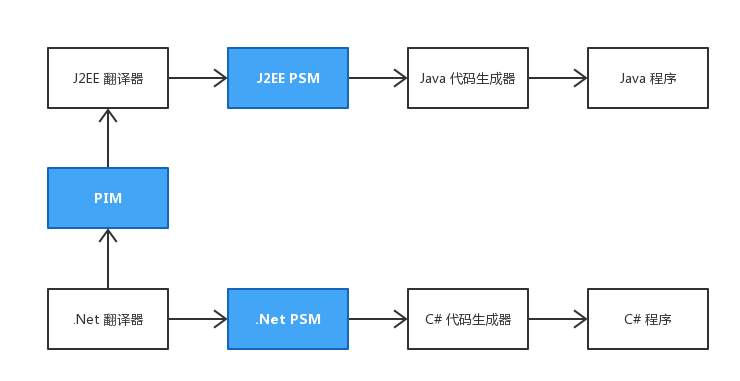 J2EE 翻译器
J2EE PSM
Java 代码生成器
Java 程序
PIM
.Net 翻译器
.Net PSM
C# 代码生成器
C# 程序